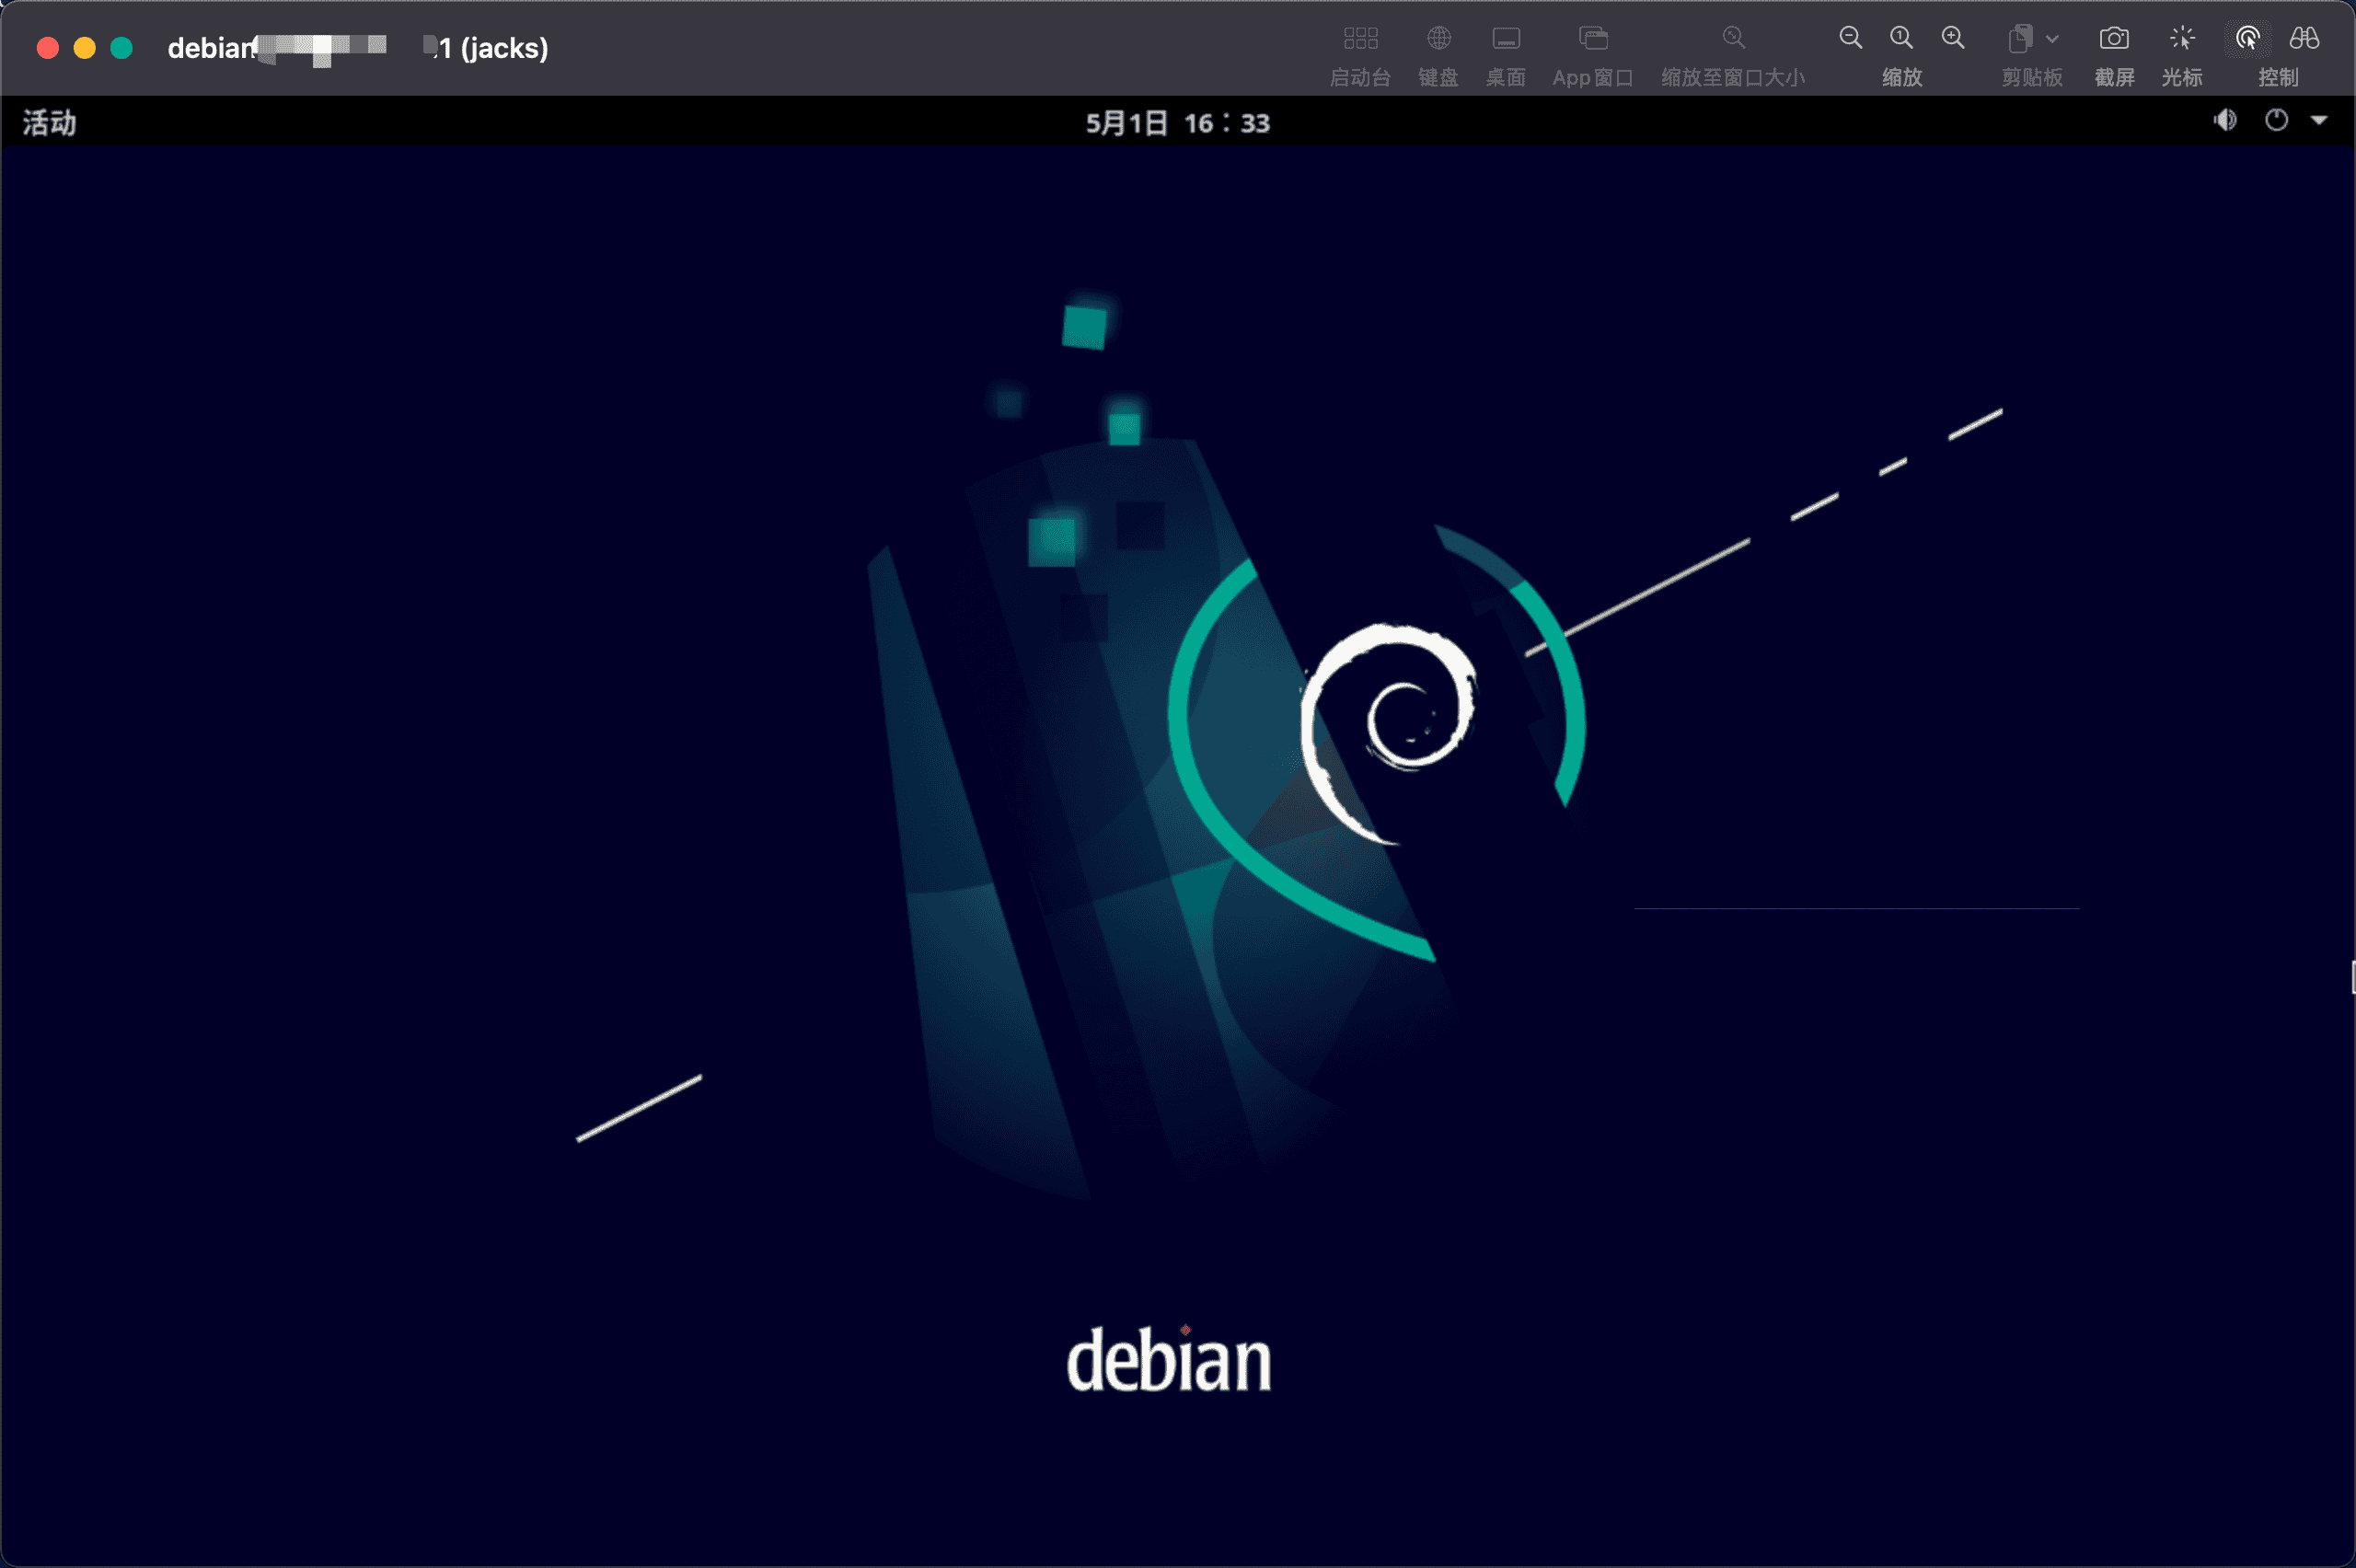 debian 1 (jacks)
启动台 键盘 桌面 App窗口 缩放至窗口大小 缩放 剪贴板 截屏 光标 控制
活动 5月1日 16：33
debian